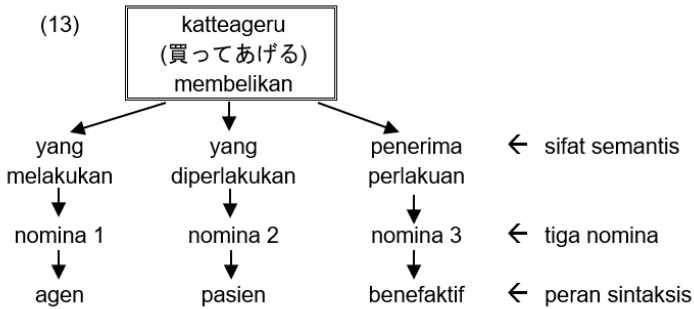 (13) katteageru
(買ってあげる)
membelikan
yang yang penerima ← sifat semantis
melakukan diperlakukan perlakuan
nomina 1 nomina 2 nomina 3 ← tiga nomina
agen pasien benefaktif ← peran sintaksis